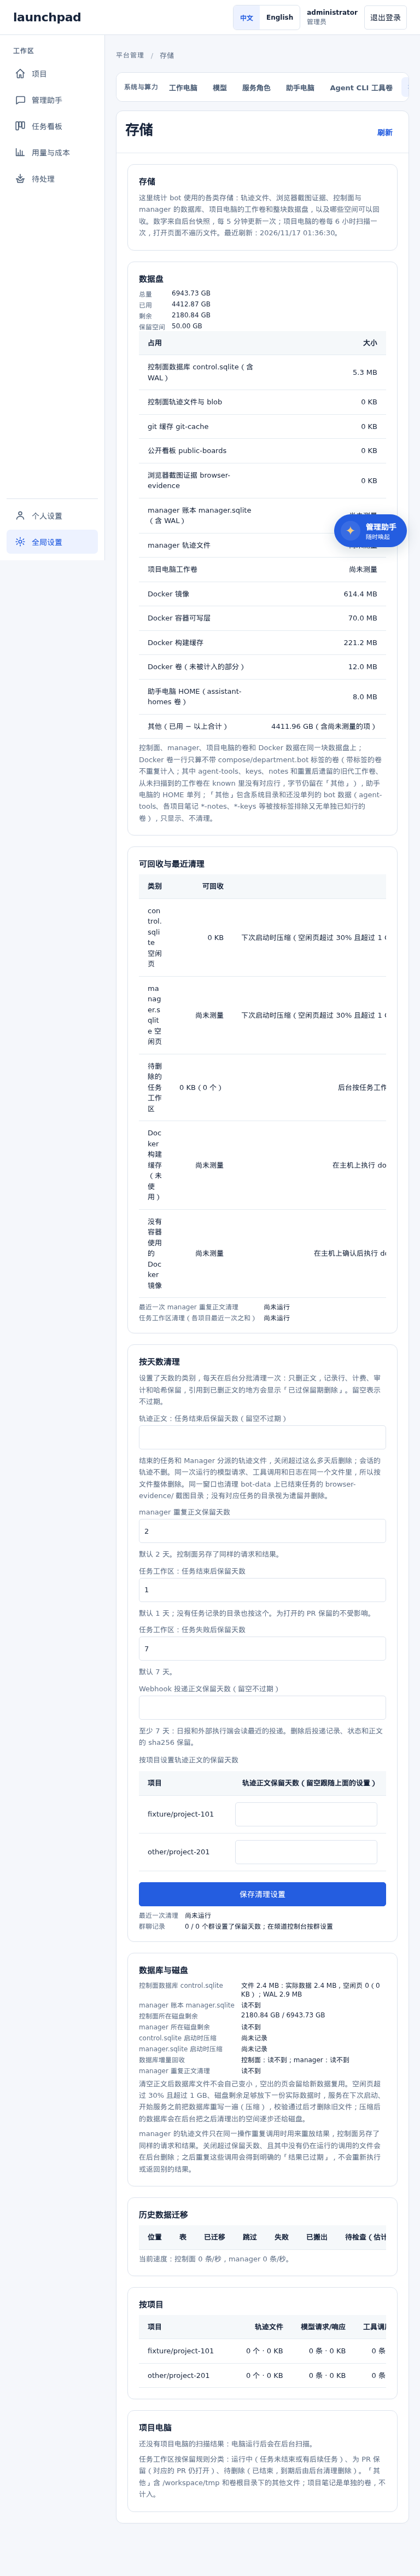 launchpad
中文
English
administrator
管理员
退出登录
工作区
项目
管理助手
任务看板
用量与成本
待处理
个人设置
全局设置
平台管理 / 存储
系统与算力
工作电脑
模型
服务角色
助手电脑
Agent CLI 工具卷
存储
刷新
存储
这里统计 bot 使用的各类存储：轨迹文件、浏览器截图证据、控制面与
manager 的数据库、项目电脑的工作卷和整块数据盘，以及哪些空间可以回
收。数字来自后台快照，每 5 分钟更新一次；项目电脑的卷每 6 小时扫描一
次，打开页面不遍历文件。最近刷新：2026/11/17 01:36:30。
数据盘
总量 6943.73 GB
已用 4412.87 GB
剩余 2180.84 GB
保留空间 50.00 GB
占用 大小
控制面数据库 control.sqlite（含
WAL） 5.3 MB
控制面轨迹文件与 blob 0 KB
git 缓存 git-cache 0 KB
公开看板 public-boards 0 KB
浏览器截图证据 browser-
evidence 0 KB
manager 账本 manager.sqlite
（含 WAL）
管理助手
随时唤起
manager 轨迹文件
项目电脑工作卷 尚未测量
Docker 镜像 614.4 MB
Docker 容器可写层 70.0 MB
Docker 构建缓存 221.2 MB
Docker 卷（未被计入的部分） 12.0 MB
助手电脑 HOME（assistant-
homes 卷） 8.0 MB
其他（已用 − 以上合计） 4411.96 GB（含尚未测量的项）
控制面、manager、项目电脑的卷和 Docker 数据在同一块数据盘上；
Docker 卷一行只算不带 compose/department.bot 标签的卷（带标签的卷
不重复计入；其中 agent-tools、keys、notes 和重置后遗留的旧代工作卷、
从未扫描到的工作卷在 known 里没有对应行，字节仍留在「其他」），助手
电脑的 HOME 单列；「其他」包含系统目录和还没单列的 bot 数据（agent-
tools、各项目笔记 *-notes、*-keys 等被按标签排除又无单独已知行的
卷），只显示、不清理。
可回收与最近清理
类别 可回收
con
trol.
sqli
te
空闲
页
0 KB
下次启动时压缩（空闲页超过 30% 且超过 1
ma
nag
er.s
qlit
e 空
闲页
尚未测量
下次启动时压缩（空闲页超过 30% 且超过 1
待删
除的
任务
工作
区
0 KB（0 个）
后台按任务工作
Doc
ker
构建
缓存
（未
使
用）
尚未测量
在主机上执行 do
没有
容器
使用
的
Doc
ker
镜像
尚未测量
在主机上确认后执行
最近一次 manager 重复正文清理 尚未运行
任务工作区清理（各项目最近一次之和） 尚未运行
按天数清理
设置了天数的类别，每天在后台分批清理一次：只删正文，记录行、计费、审
计和哈希保留，引用到已删正文的地方会显示「已过保留期删除」。留空表示
不过期。
轨迹正文：任务结束后保留天数（留空不过期）
结束的任务和 Manager 分派的轨迹文件，关闭超过这么多天后删除；会话的
轨迹不删。同一次运行的模型请求、工具调用和日志在同一个文件里，所以按
文件整体删除。同一窗口也清理 bot-data 上已结束任务的 browser-
evidence/ 截图目录；没有对应任务的目录视为遗留并删除。
manager 重复正文保留天数
2
默认 2 天。控制面另存了同样的请求和结果。
任务工作区：任务结束后保留天数
1
默认 1 天；没有任务记录的目录也按这个。为打开的 PR 保留的不受影响。
任务工作区：任务失败后保留天数
7
默认 7 天。
Webhook 投递正文保留天数（留空不过期）
至少 7 天：日报和外部执行端会读最近的投递。删除后投递记录、状态和正文
的 sha256 保留。
按项目设置轨迹正文的保留天数
项目 轨迹正文保留天数（留空跟随上面的设置）
fixture/project-101
other/project-201
保存清理设置
最近一次清理 尚未运行
群聊记录 0 / 0 个群设置了保留天数；在频道控制台按群设置
数据库与磁盘
控制面数据库 control.sqlite 文件 2.4 MB：实际数据 2.4 MB，空闲页 0（0
KB）；WAL 2.9 MB
manager 账本 manager.sqlite 读不到
控制面所在磁盘剩余 2180.84 GB / 6943.73 GB
manager 所在磁盘剩余 读不到
control.sqlite 启动时压缩 尚未记录
manager.sqlite 启动时压缩 尚未记录
数据库增量回收 控制面：读不到；manager：读不到
manager 重复正文清理 读不到
清空正文后数据库文件不会自己变小，空出的页会留给新数据复用。空闲页超
过 30% 且超过 1 GB、磁盘剩余足够放下一份实际数据时，服务在下次启动、
开始服务之前把数据库重写一遍（压缩），校验通过后才删除旧文件；压缩后
的数据库会在后台把之后清理出的空间逐步还给磁盘。
manager 的轨迹文件只在同一操作重复调用时用来重放结果，控制面另存了
同样的请求和结果。关闭超过保留天数、且其中没有仍在运行的调用的文件会
在后台删除；之后重复这些调用会得到明确的「结果已过期」，不会重新执行
或返回别的结果。
历史数据迁移
位置 表 已迁移 跳过 失败 已搬出 待检查（估计
当前速度：控制面 0 条/秒，manager 0 条/秒。
按项目
项目 轨迹文件 模型请求/响应 工具调
fixture/project-101 0 个 · 0 KB 0 条 · 0 KB 0 条
other/project-201 0 个 · 0 KB 0 条 · 0 KB 0 条
项目电脑
还没有项目电脑的扫描结果：电脑运行后会在后台扫描。
任务工作区按保留规则分类：运行中（任务未结束或有后续任务）、为 PR 保
留（对应的 PR 仍打开）、待删除（已结束，到期后由后台清理删除）。「其
他」含 /workspace/tmp 和卷根目录下的其他文件；项目笔记是单独的卷，不
计入。